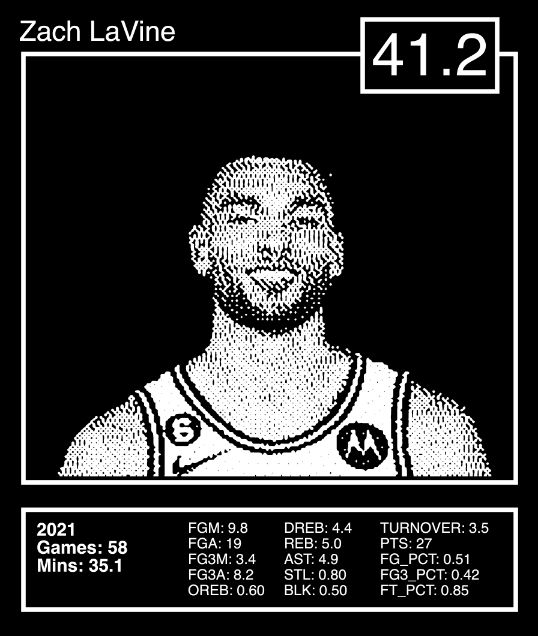 Zach LaVine
41.2
6
2021
Games: 58
Mins: 35.1
FGM: 9.8
FGA: 19
FG3M: 3.4
FG3A: 8.2
OREB: 0.60
DREB: 4.4
REB: 5.0
AST: 4.9
STL: 0.80
BLK: 0.50
TURNOVER: 3.5
PTS: 27
FG_PCT: 0.51
FG3_PCT: 0.42
FT_PCT: 0.85